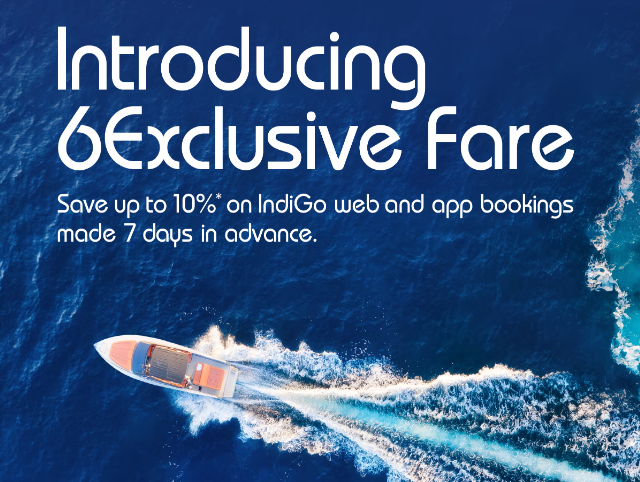 Introducing
6Exclusive Fare
Save up to 10%* on IndiGo web and app bookings
made 7 days in advance.